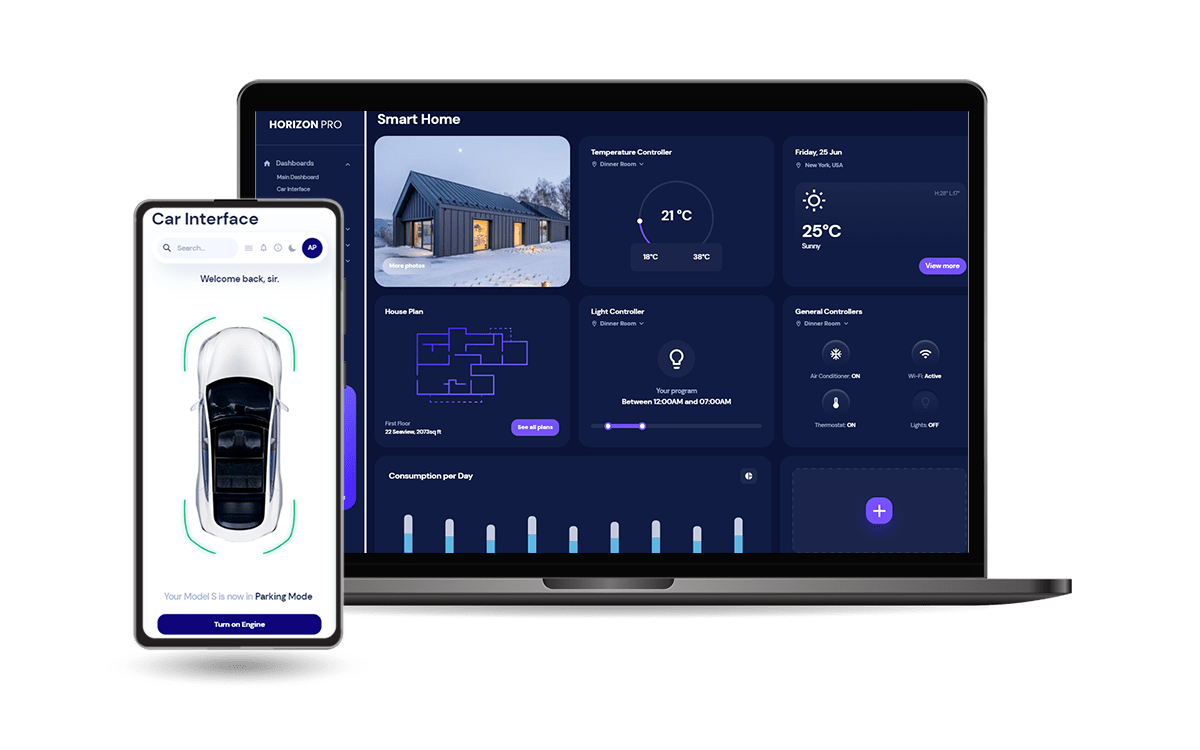 HORIZON PRO
Dashboards
Main Dashboard
Car Interface
Smart Home
More photos
Temperature Controller
Dinner Room
21 °C
18°C 38°C
Friday, 25 Jun
New York, USA
H:28° L:17°
25°C
Sunny
View more
House Plan
First Floor
22 Seaview, 2073sq ft
See all plans
Light Controller
Dinner Room
Your program
Between 12:00AM and 07:00AM
General Controllers
Dinner Room
Air Conditioner: ON
Wi-Fi: Active
Thermostat: ON
Lights: OFF
Consumption per Day
Car Interface
Search...
AP
Welcome back, sir.
Your Model S is now in Parking Mode
Turn on Engine